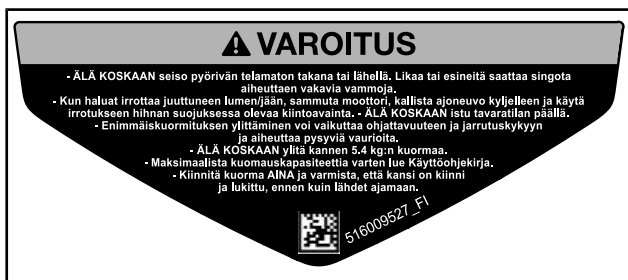 VAROITUS
- ÄLÄ KOSKAAN seiso pyörivän telamaton takana tai lähellä. Likaa tai esineitä saattaa singota
aiheuttaen vakavia vammoja.
- Kun haluat irrottaa juuttuneen lumen/jään, sammuta moottori, kallista ajoneuvo kyljelleen ja käytä
irrotukseen hihnan suojuksessa olevaa kiintoavainta. - ÄLÄ KOSKAAN istu tavaratilan päällä.
- Enimmäiskuormituksen ylittäminen voi vaikuttaa ohjattavuuteen ja jarrutuskykyyn
ja aiheuttaa pysyviä vaurioita.
- ÄLÄ KOSKAAN ylitä kannen 5.4 kg:n kuormaa.
- Maksimaalista kuomauskapasiteettia varten lue Käyttöohjekirja.
- Kiinnitä kuorma AINA ja varmista, että kansi on kiinni
ja lukittu, ennen kuin lähdet ajamaan.
516009527_FI